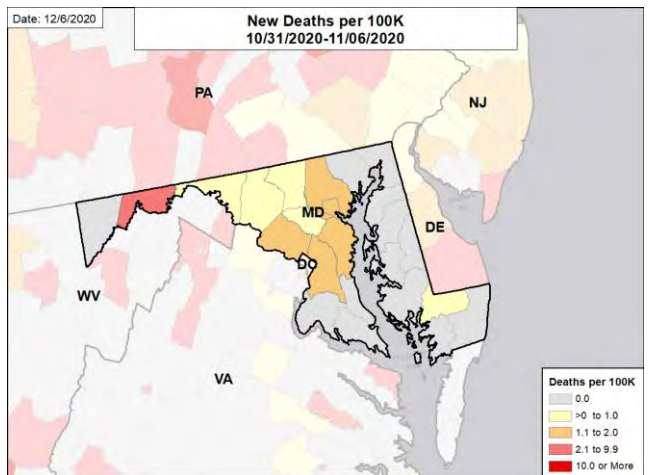 Date: 12/6/2020
New Deaths per 100K
10/31/2020-11/06/2020
PA
NJ
MD
DE
DC
WV
VA
Deaths per 100K
0.0
>0 to 1.0
1.1 to 2.0
2.1 to 9.9
10.0 or More